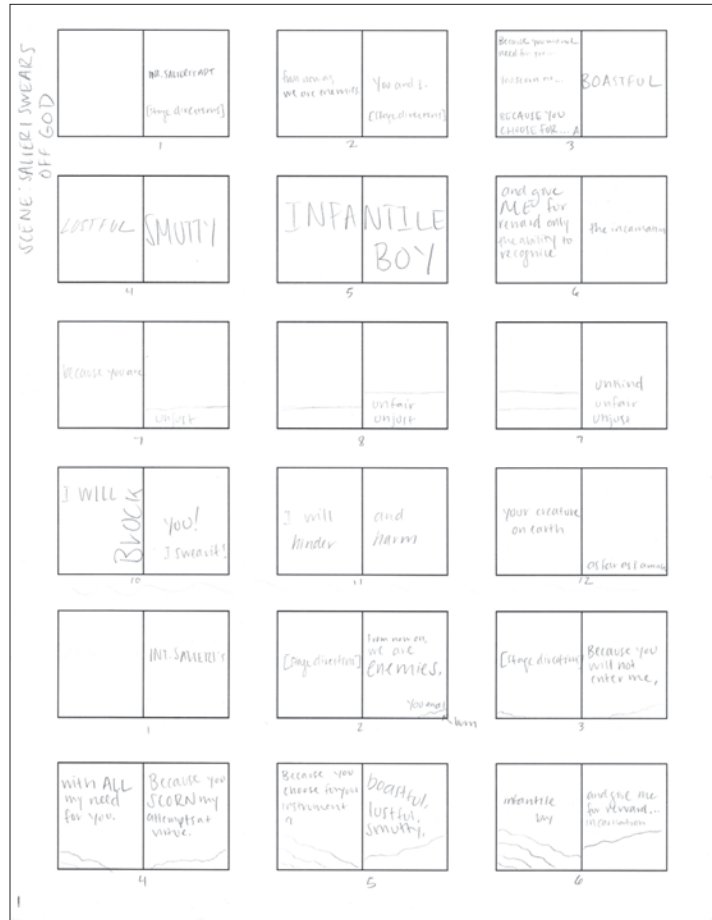 SCENE: SALIERI SWEARS
OFF GOD
INT. SALIERI'S APT
[Stage directions]
1
from now on,
we are enemies
You and I.
[Stage directions]
2
Because you
need for you...
me...
BECAUSE YOU
CHOOSE FOR... A
BOASTFUL
3
LUSTFUL
SMUTTY
4
INFANTILE
BOY
5
and give
ME for
reward only
the ability to
recognize
the incarnation
6
because you are
unjust
7
unfair
unjust
8
unkind
unfair
unjust
9
I WILL
BLOCK
YOU!
I swear it!
10
I will
hinder
and
harm
11
your creature
on earth
as far as I am able
12
INT. SALIERI'S
1
[Stage directions]
From now on,
we are
enemies.
You and I
torn
2
[Stage directions]
Because you
will not
enter me,
3
with ALL
my need
for you.
Because you
SCORN my
attempts at
virtue.
4
Because you
choose for your
instrument
a
boastful,
lustful,
smutty,
5
infantile
boy
and give me
for reward...
incarnation
6
1